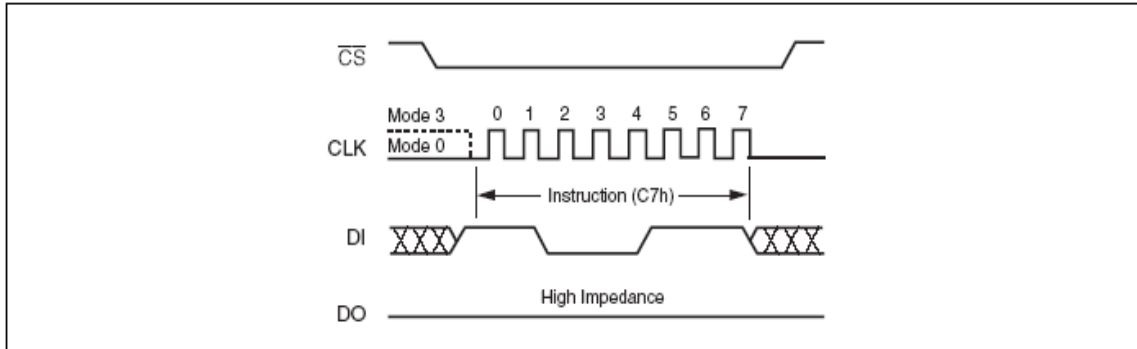 CS
Mode 3
0 1 2 3 4 5 6 7
CLK
Mode 0
Instruction (C7h)
DI
High Impedance
DO